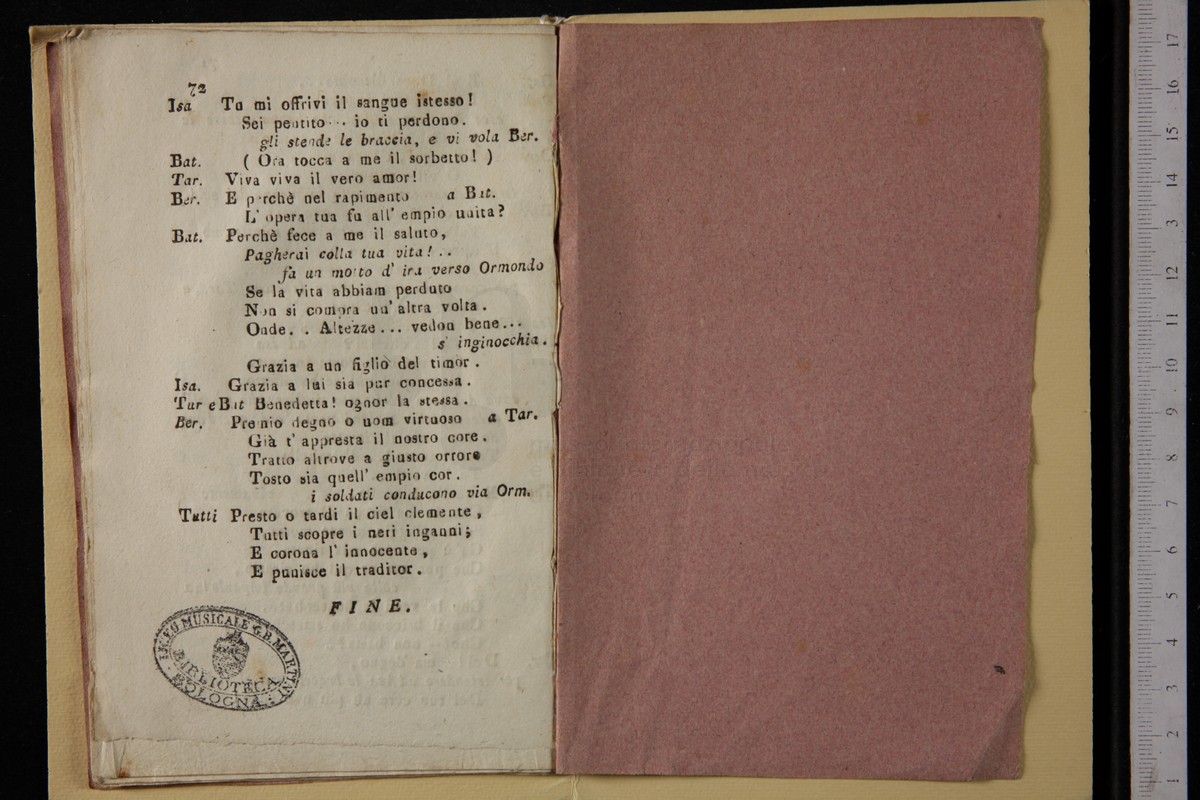 72
Isa Tu mi offrivi il sangue istesso!
Sei pentito... io ti perdono.
gli stende le braccia, e vi vola Ber.
Bat. ( Ora tocca a me il sorbetto! )
Tar. Viva viva il vero amor!
Ber. E perchè nel rapimento a Bat.
L' opera tua fu all' empio unita?
Bat. Perchè fece a me il saluto,
Pagherai colla tua vita! ..
fa un motto d' ira verso Ormondo
Se la vita abbiam perduto
Non si compra un' altra volta.
Onde. . Altezze ... vedon bene...
s' inginocchia.
Grazia a un figlio del timor.
Isa. Grazia a lui sia pur concessa.
Tar e Bat Benedetta! ognor la stessa.
Ber. Premio degno o uom virtuoso a Tar.
Già t' appresta il nostro core.
Tratto altrove a giusto orrore
Tosto sia quell' empio cor.
i soldati conducono via Orm.
Tutti Presto o tardi il ciel clemente,
Tutti scopre i neri inganni;
E corona l' innocente,
E punisce il traditor.
FINE.
LICEO MUSICALE G.B. MARTINI
BIBLIOTECA
BOLOGNA
17
16
15
14
13
12
11
10
9
8
7
6
5
4
3
2
1